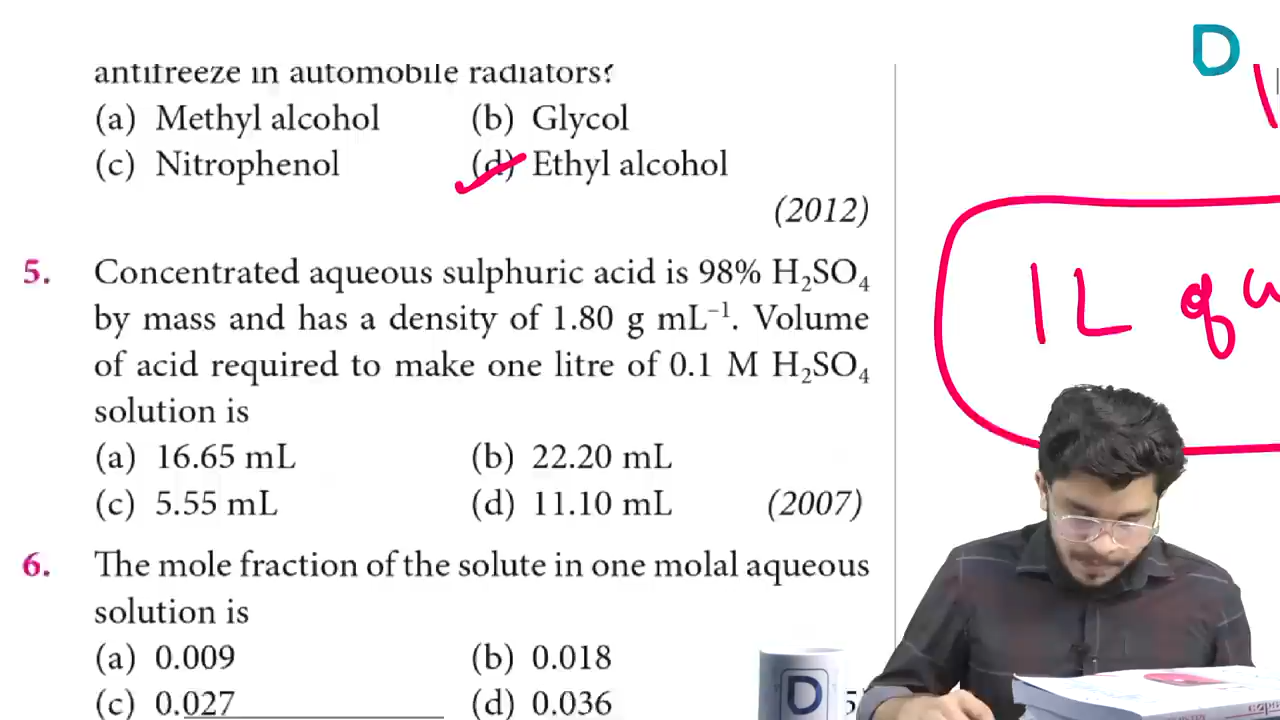 D
antifreeze in automobile radiators?
(a) Methyl alcohol (b) Glycol
(c) Nitrophenol (d) Ethyl alcohol
(2012)
5. Concentrated aqueous sulphuric acid is 98% H₂SO₄
by mass and has a density of 1.80 g mL⁻¹. Volume
of acid required to make one litre of 0.1 M H₂SO₄
solution is
(a) 16.65 mL (b) 22.20 mL
(c) 5.55 mL (d) 11.10 mL (2007)
6. The mole fraction of the solute in one molal aqueous
solution is
(a) 0.009 (b) 0.018
(c) 0.027 (d) 0.036
1L of
D